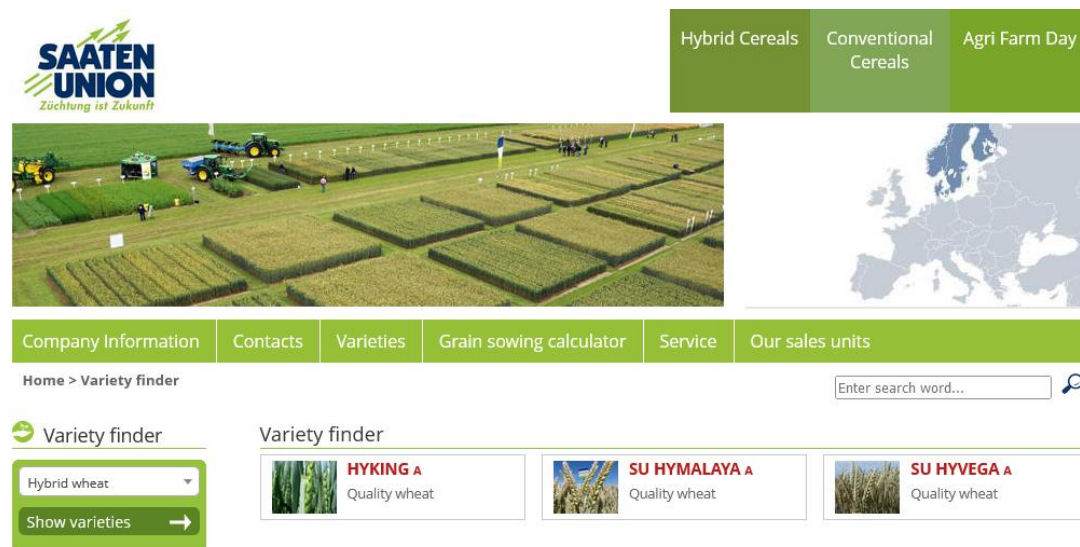 SAATEN
UNION
Züchtung ist Zukunft
Hybrid Cereals
Conventional
Cereals
Agri Farm Day
Company Information
Contacts
Varieties
Grain sowing calculator
Service
Our sales units
Home > Variety finder
Enter search word...
Variety finder
Hybrid wheat
Show varieties
Variety finder
HYKING A
Quality wheat
SU HYMALAYA A
Quality wheat
SU HYVEGA A
Quality wheat